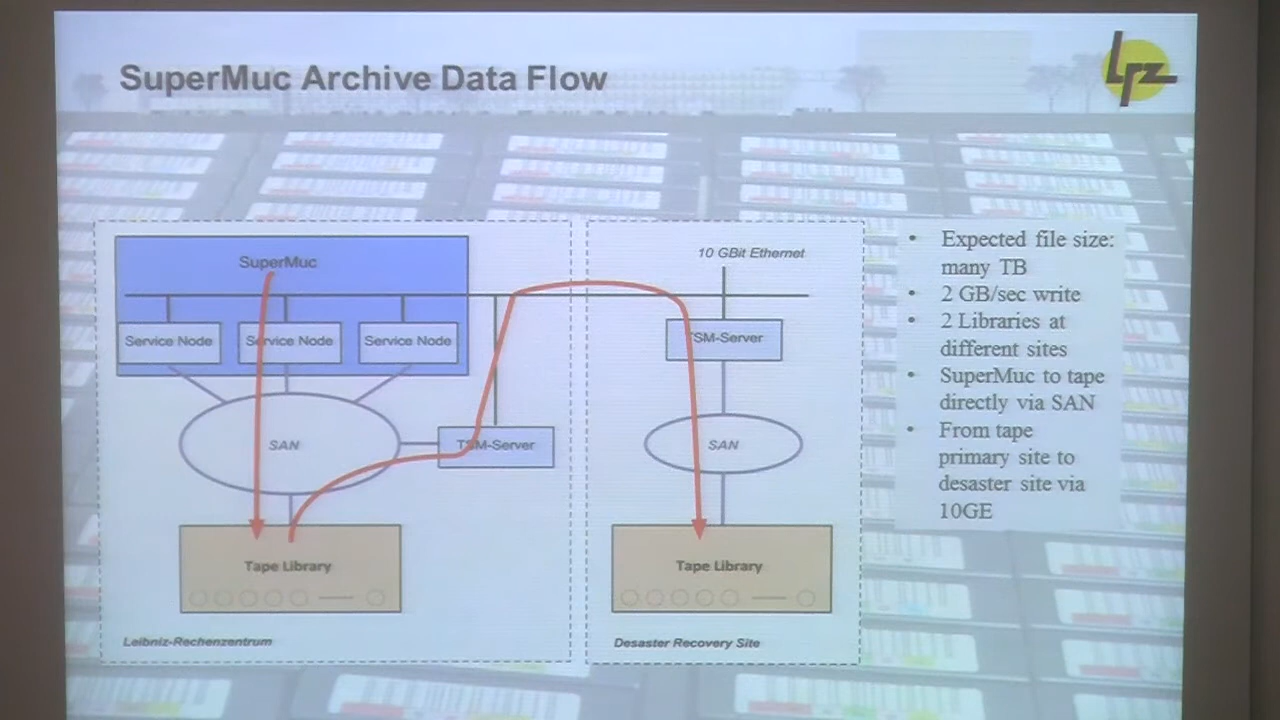 SuperMuc Archive Data Flow
lrz
SuperMuc
Service Node
Service Node
Service Node
SAN
TSM-Server
Tape Library
Leibniz-Rechenzentrum
10 GBit Ethernet
TSM-Server
SAN
Tape Library
Desaster Recovery Site
• Expected file size:
many TB
• 2 GB/sec write
• 2 Libraries at
different sites
• SuperMuc to tape
directly via SAN
• From tape
primary site to
desaster site via
10GE